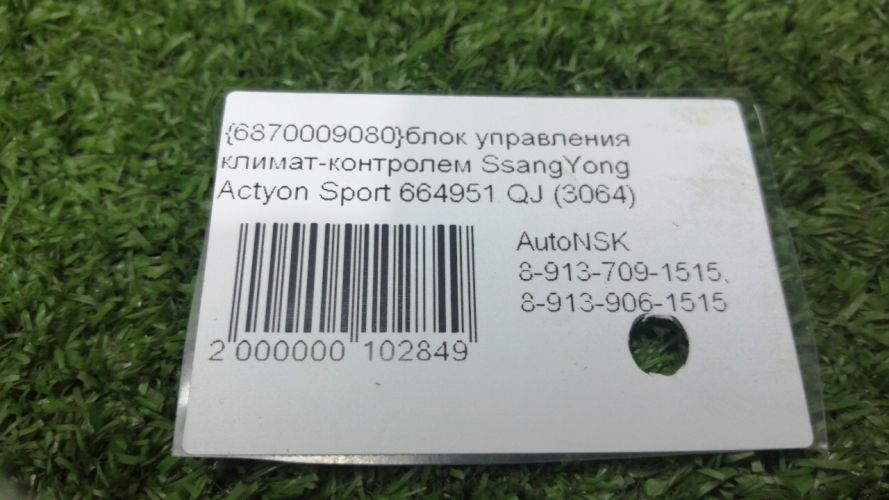 {6870009080}блок управления
климат-контролем SsangYong
Actyon Sport 664951 QJ (3064)
AutoNSK
8-913-709-1515,
8-913-906-1515
2 000000 102849